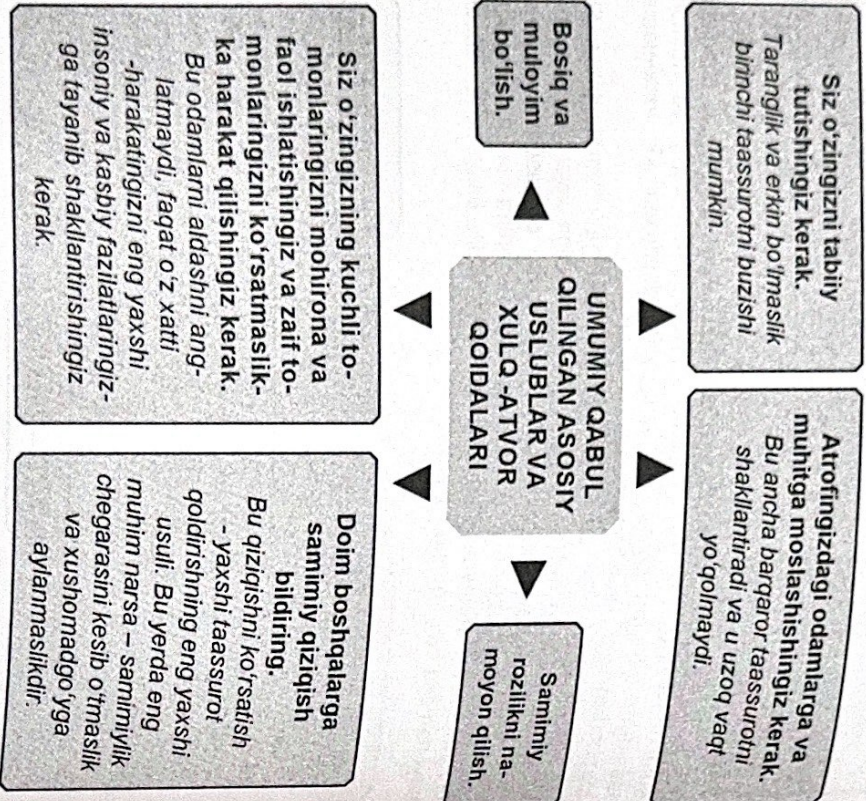 Siz o‘zingizni tabiiy
tutishingiz kerak.
Taranglik va erkin bo‘lmaslik
birinchi taassurotni buzishi
mumkin.
Atrofingizdagi odamlarga va
muhitga moslashishingiz kerak.
Bu ancha barqaror taassurotni
shakllantiradi va u uzoq vaqt
yo‘qolmaydi.
Bosiq va
muloyim
bo‘lish.
UMUMIY QABUL
QILINGAN ASOSIY
USLUBLAR VA
XULQ -ATVOR
QOIDALARI
Samimiy
rozilikni na-
moyon qilish.
Siz o‘zingizning kuchli to-
monlaringizni mohirona va
faol ishlatishingiz va zaif to-
monlaringizni ko‘rsatmaslik-
ka harakat qilishingiz kerak.
Bu odamlarni aldashni ang-
latmaydi, faqat o‘z xatti
-harakatingizni eng yaxshi
insoniy va kasbiy fazilatlaringiz-
ga tayanib shakllantirishingiz
kerak.
Doim boshqalarga
samimiy qiziqish
bildiring.
Bu qiziqishni ko‘rsatish
- yaxshi taassurot
qoldirishning eng yaxshi
usuli. Bu yerda eng
muhim narsa – samimiylik
chegarasini kesib o‘tmaslik
va xushomadgo‘yga
aylanmaslikdir.